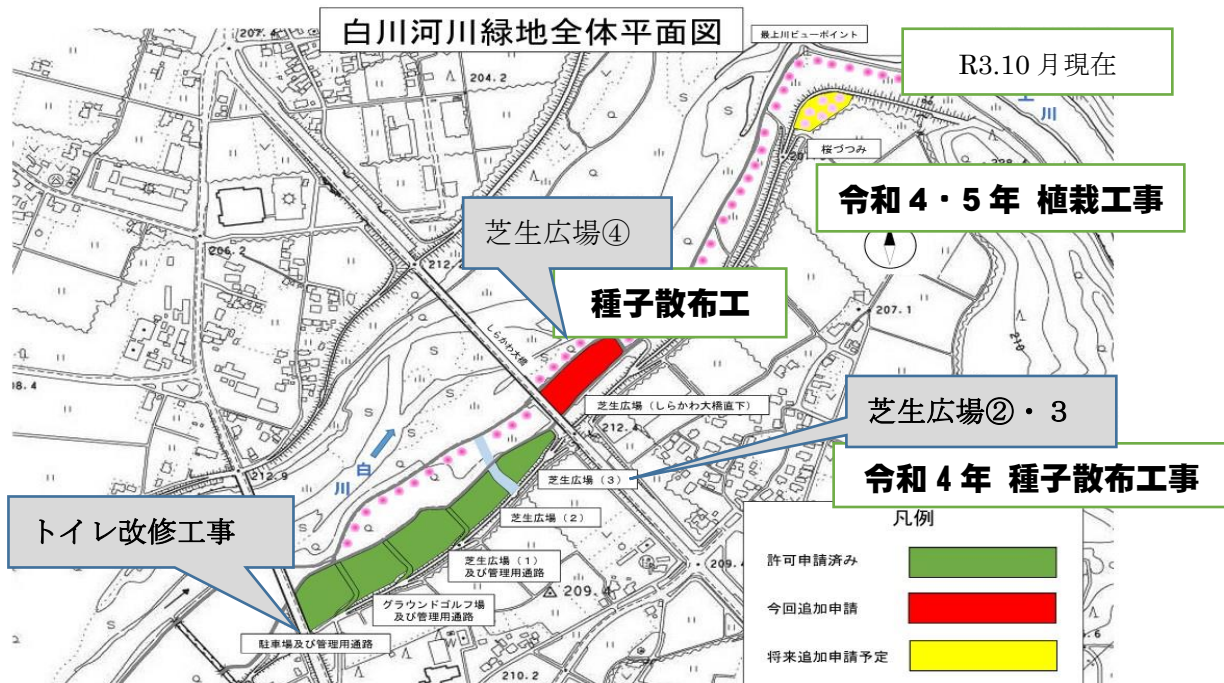 白川河川緑地全体平面図
最上川ビューポイント
R3.10 月現在
207.4
204.2
川
桜づつみ
令和 4・5 年 植栽工事
芝生広場④
206.2
212.2
種子散布工
207.1
しらかわ大橋
210
芝生広場(しらかわ大橋直下)
芝生広場②・3
212.4
212.9
白
川
芝生広場(3)
令和 4 年 種子散布工事
トイレ改修工事
芝生広場(2)
凡例
芝生広場(1)
及び管理用通路
209.4
許可申請済み
グラウンドゴルフ場
及び管理用通路
今回追加申請
駐車場及び管理用通路
将来追加申請予定
210.2